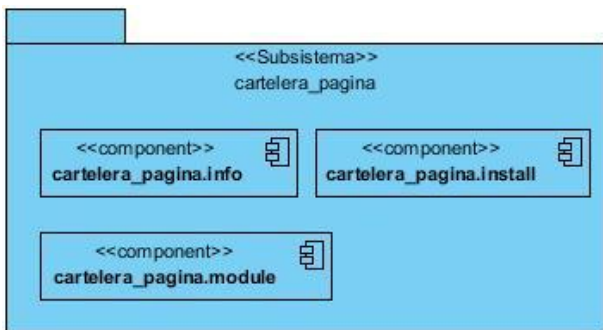 <<Subsistema>>
cartelera_pagina
<<component>>
cartelera_pagina.info
<<component>>
cartelera_pagina.install
<<component>>
cartelera_pagina.module